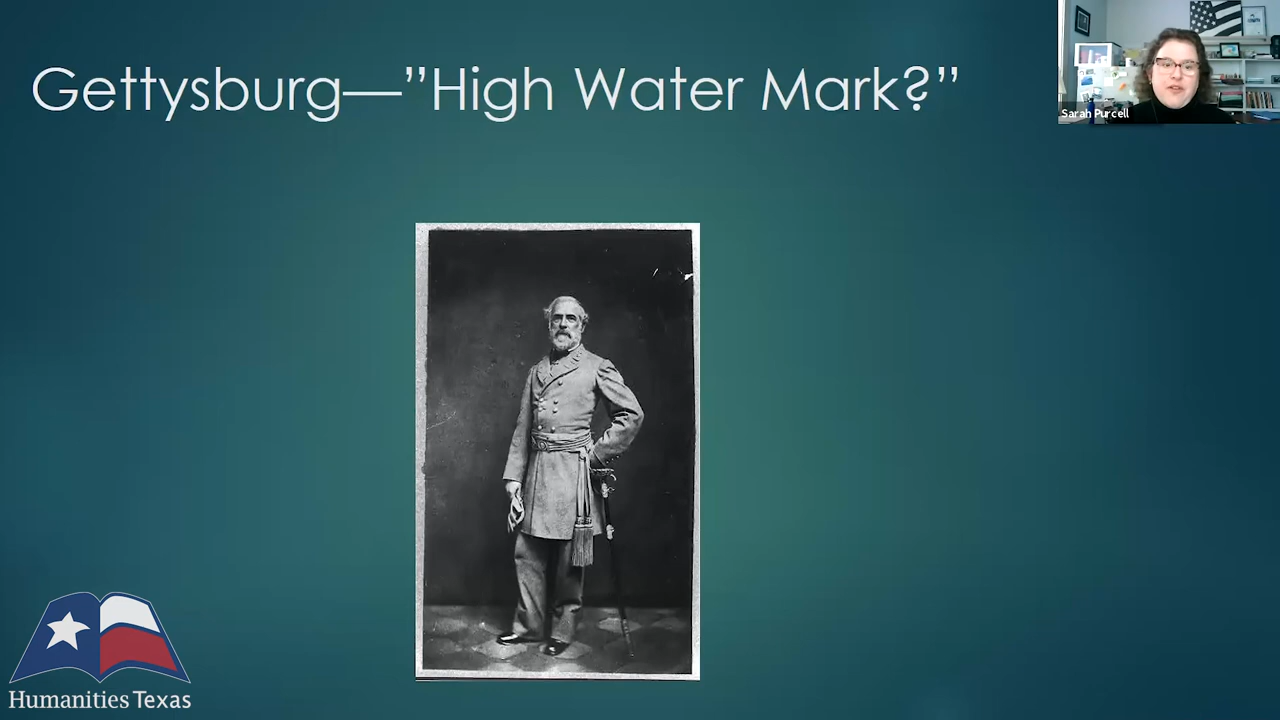 Gettysburg—”High Water Mark?”
Sarah Purcell
Humanities Texas